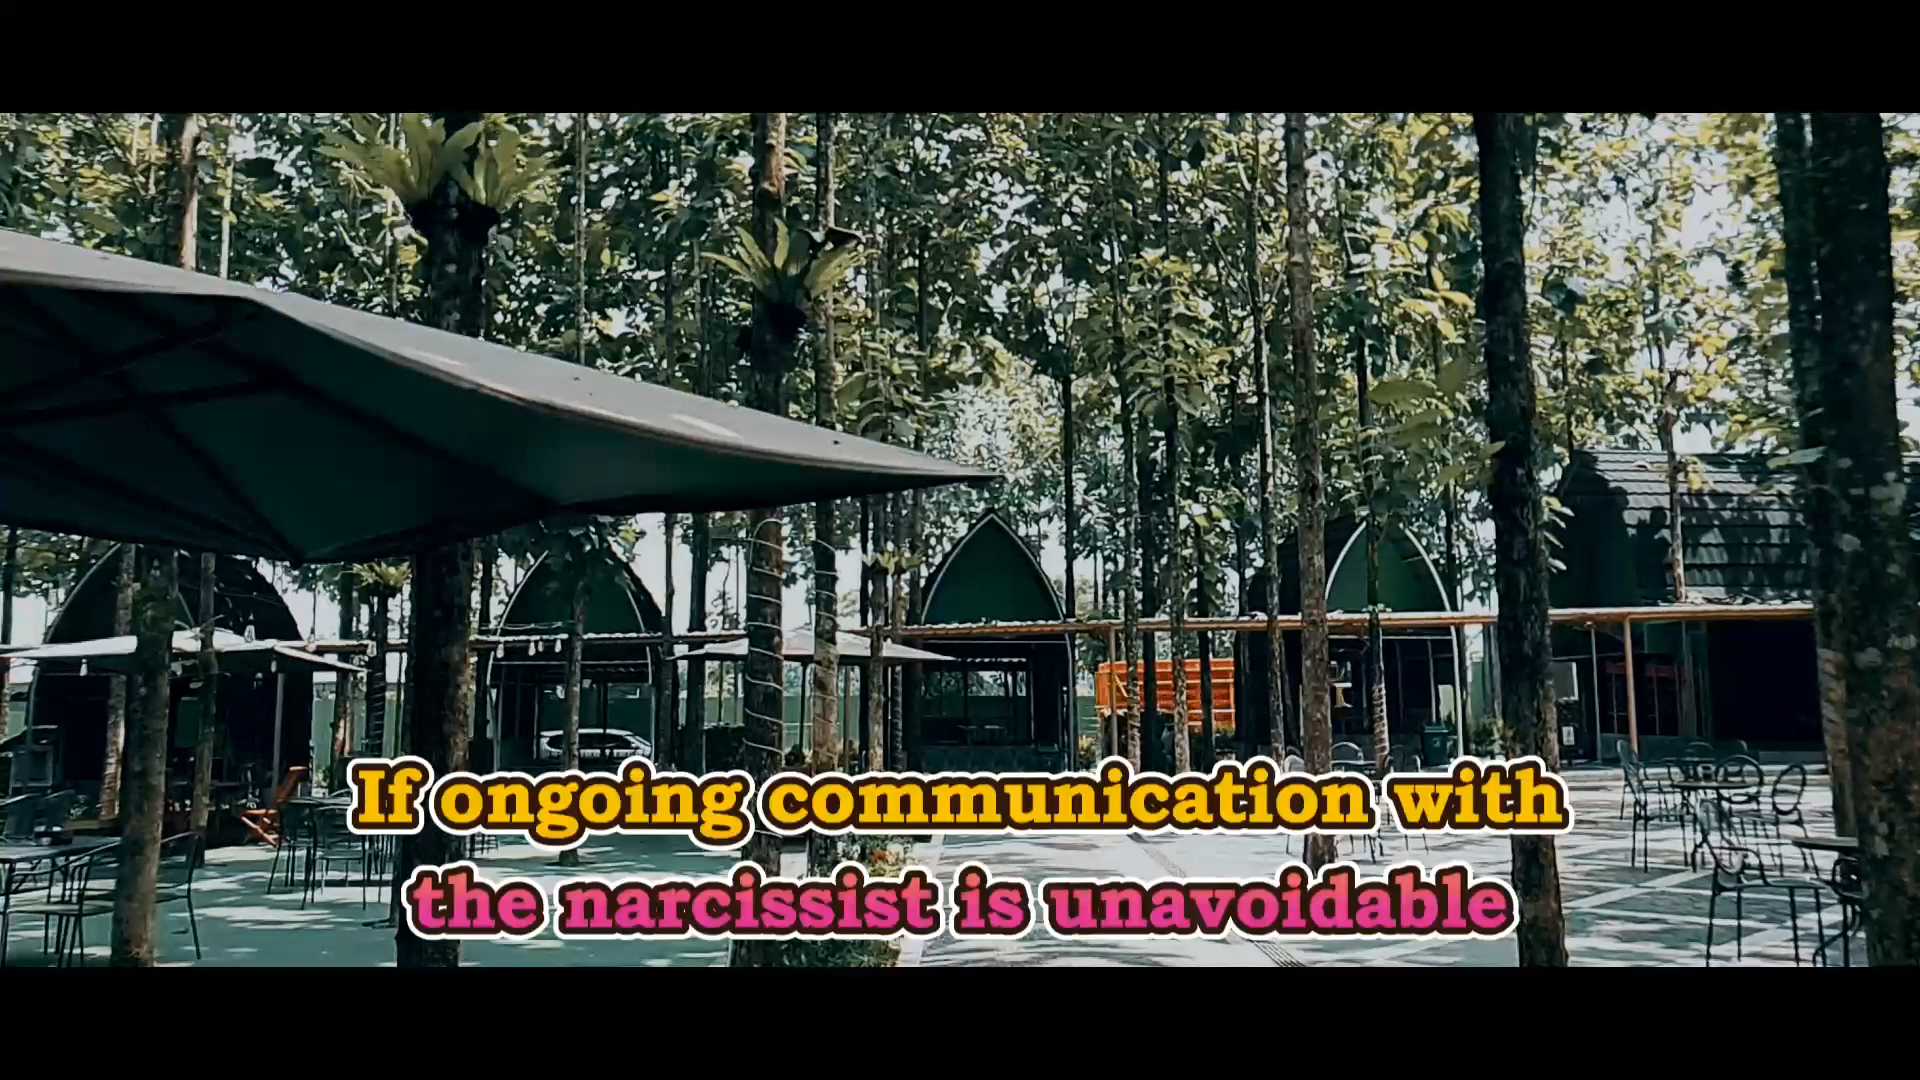 If ongoing communication with
the narcissist is unavoidable